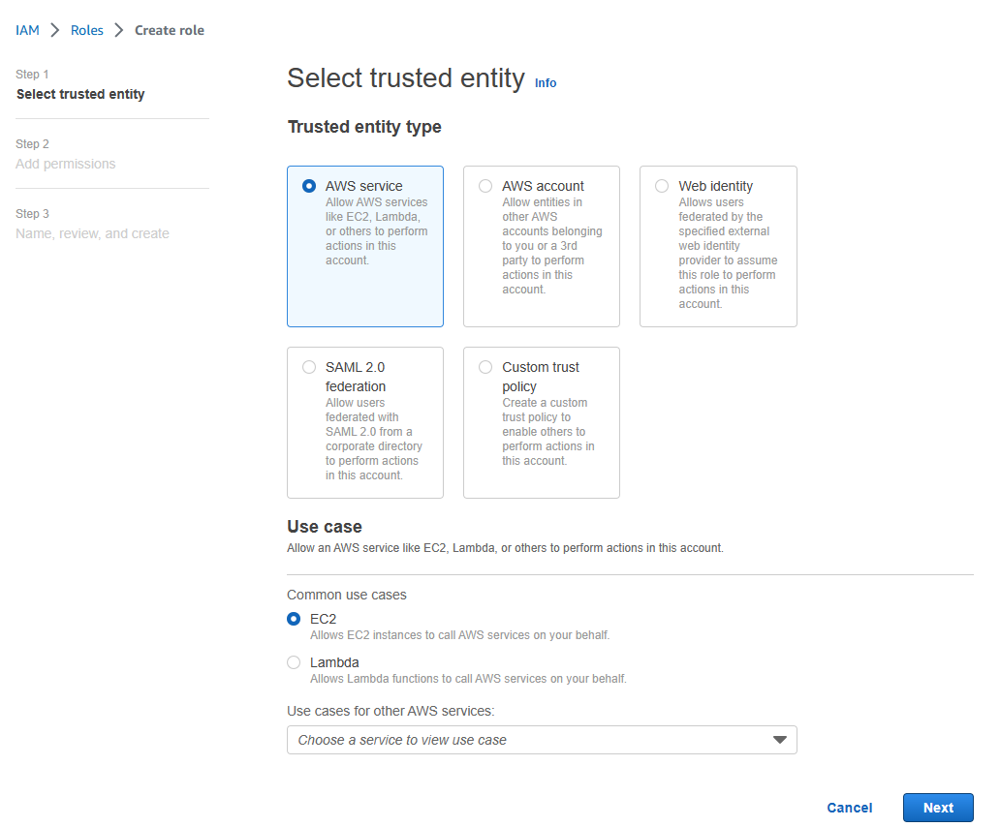 IAM > Roles > Create role
Step 1
Select trusted entity
Step 2
Add permissions
Step 3
Name, review, and create
Select trusted entity Info
Trusted entity type
AWS service
Allow AWS services
like EC2, Lambda,
or others to perform
actions in this
account.
AWS account
Allow entities in
other AWS
accounts belonging
to you or a 3rd
party to perform
actions in this
account.
Web identity
Allows users
federated by the
specified external
web identity
provider to assume
this role to perform
actions in this
account.
SAML 2.0
federation
Allow users
federated with
SAML 2.0 from a
corporate directory
to perform actions
in this account.
Custom trust
policy
Create a custom
trust policy to
enable others to
perform actions in
this account.
Use case
Allow an AWS service like EC2, Lambda, or others to perform actions in this account.
Common use cases
EC2
Allows EC2 instances to call AWS services on your behalf.
Lambda
Allows Lambda functions to call AWS services on your behalf.
Use cases for other AWS services:
Choose a service to view use case
Cancel
Next